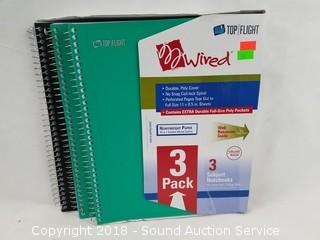 TOP FLIGHT
TOP FLIGHT
Wired
• Durable, Poly Cover
• No Snag Coil-lock Spiral
• Perforated Pages Tear Out to
Full Size 11 x 8.5 in. Sheets
• Contains EXTRA Durable Full-Size Poly Pockets
Heavyweight Paper
3
Pack
3
Subject
Notebooks
Copyright 2018 - Sound Auction Service